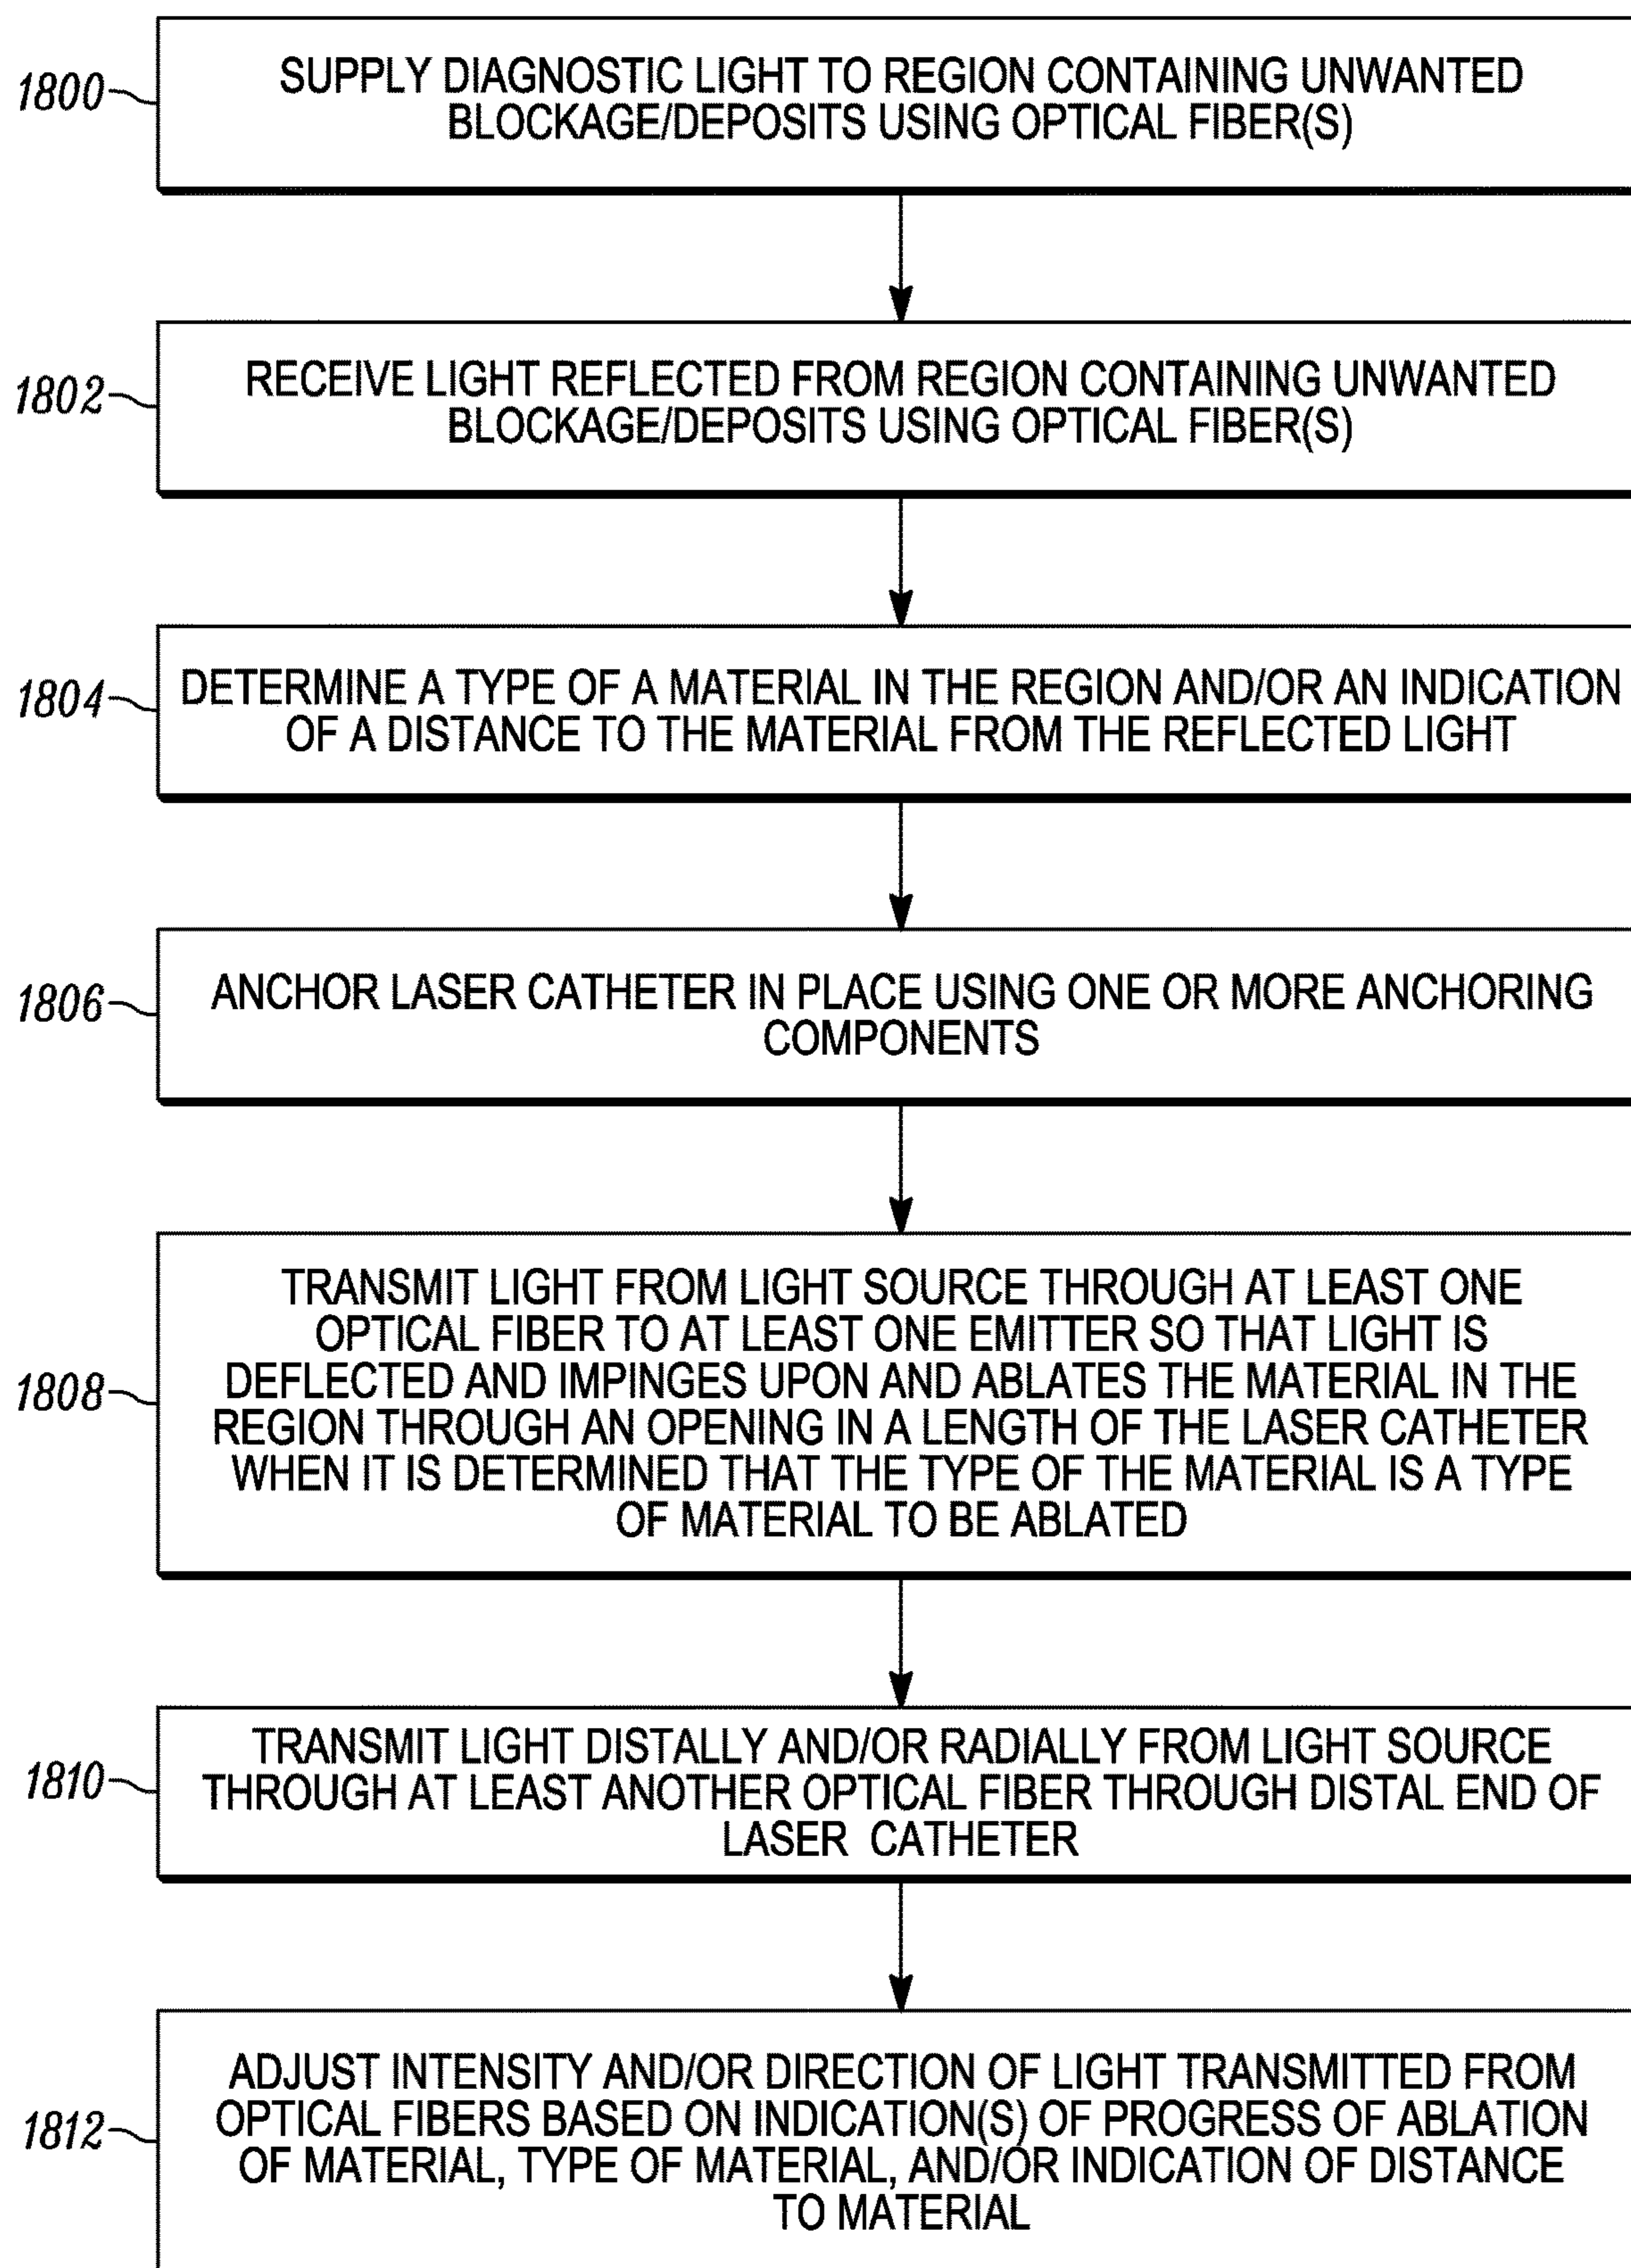 1800
SUPPLY DIAGNOSTIC LIGHT TO REGION CONTAINING UNWANTED
BLOCKAGE/DEPOSITS USING OPTICAL FIBER(S)
1802
RECEIVE LIGHT REFLECTED FROM REGION CONTAINING UNWANTED
BLOCKAGE/DEPOSITS USING OPTICAL FIBER(S)
1804
DETERMINE A TYPE OF A MATERIAL IN THE REGION AND/OR AN INDICATION
OF A DISTANCE TO THE MATERIAL FROM THE REFLECTED LIGHT
1806
ANCHOR LASER CATHETER IN PLACE USING ONE OR MORE ANCHORING
COMPONENTS
1808
TRANSMIT LIGHT FROM LIGHT SOURCE THROUGH AT LEAST ONE
OPTICAL FIBER TO AT LEAST ONE EMITTER SO THAT LIGHT IS
DEFLECTED AND IMPINGES UPON AND ABLATES THE MATERIAL IN THE
REGION THROUGH AN OPENING IN A LENGTH OF THE LASER CATHETER
WHEN IT IS DETERMINED THAT THE TYPE OF THE MATERIAL IS A TYPE
OF MATERIAL TO BE ABLATED
1810
TRANSMIT LIGHT DISTALLY AND/OR RADIALLY FROM LIGHT SOURCE
THROUGH AT LEAST ANOTHER OPTICAL FIBER THROUGH DISTAL END OF
LASER CATHETER
1812
ADJUST INTENSITY AND/OR DIRECTION OF LIGHT TRANSMITTED FROM
OPTICAL FIBERS BASED ON INDICATION(S) OF PROGRESS OF ABLATION
OF MATERIAL, TYPE OF MATERIAL, AND/OR INDICATION OF DISTANCE
TO MATERIAL